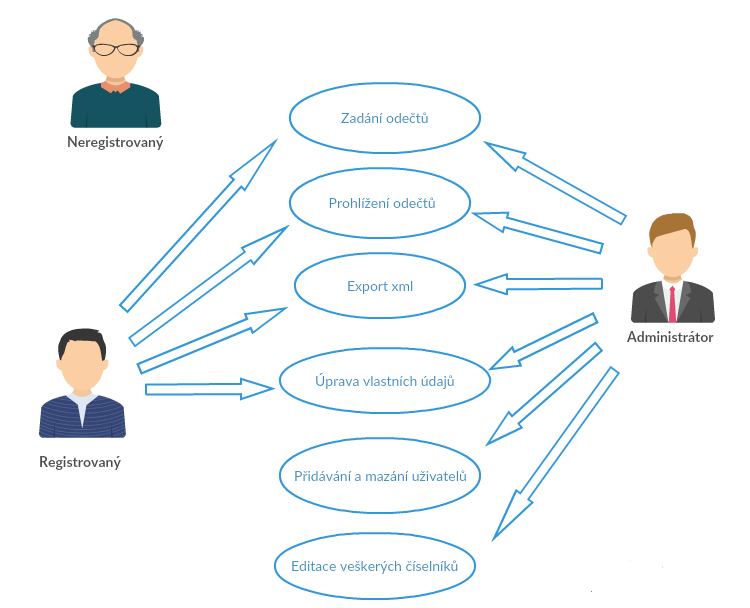 Neregistrovaný
Zadání odečtů
Prohlížení odečtů
Export xml
Administrátor
Úprava vlastních údajů
Registrovaný
Přidávání a mazání uživatelů
Editace veškerých číselníků